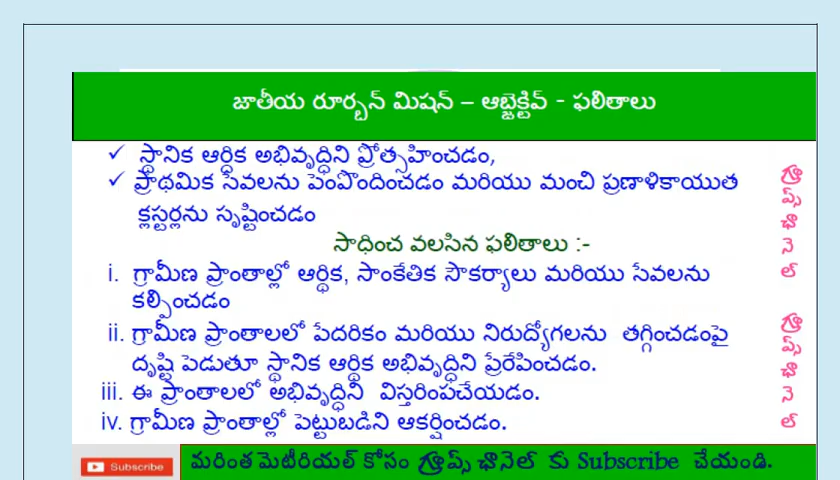 జాతీయ రూర్బన్ మిషన్ – ఆబ్జెక్టివ్ - ఫలితాలు
✓ స్థానిక ఆర్థిక అభివృద్ధిని ప్రోత్సహించడం,
✓ ప్రాథమిక సేవలను పెంపొందించడం మరియు మంచి ప్రణాళికాయుత
క్లస్టర్లను సృష్టించడం
సాధించ వలసిన ఫలితాలు :-
i. గ్రామీణ ప్రాంతాల్లో ఆర్థిక, సాంకేతిక సౌకర్యాలు మరియు సేవలను
కల్పించడం
ii. గ్రామీణ ప్రాంతాలలో పేదరికం మరియు నిరుద్యోగలను తగ్గించడంపై
దృష్టి పెడుతూ స్థానిక ఆర్థిక అభివృద్ధిని ప్రేరేపించడం.
iii. ఈ ప్రాంతాలలో అభివృద్ధిని విస్తరింపచేయడం.
iv. గ్రామీణ ప్రాంతాల్లో పెట్టుబడిని ఆకర్షించడం.
గ్రూప్స్ ఛానెల్
గ్రూప్స్ ఛానెల్
Subscribe
మరింత మెటీరియల్ కోసం గ్రూప్స్ ఛానెల్ కు Subscribe చేయండి.